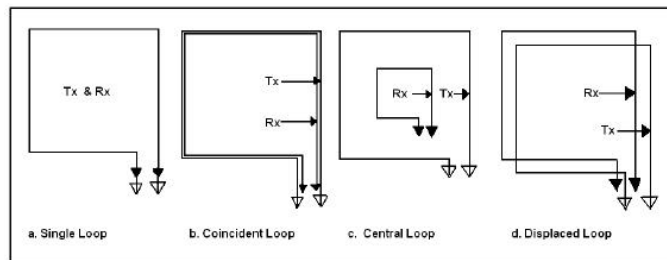 Tx & Rx
Tx
Rx
Rx
Tx
Rx
Tx
a. Single Loop
b. Coincident Loop
c. Central Loop
d. Displaced Loop